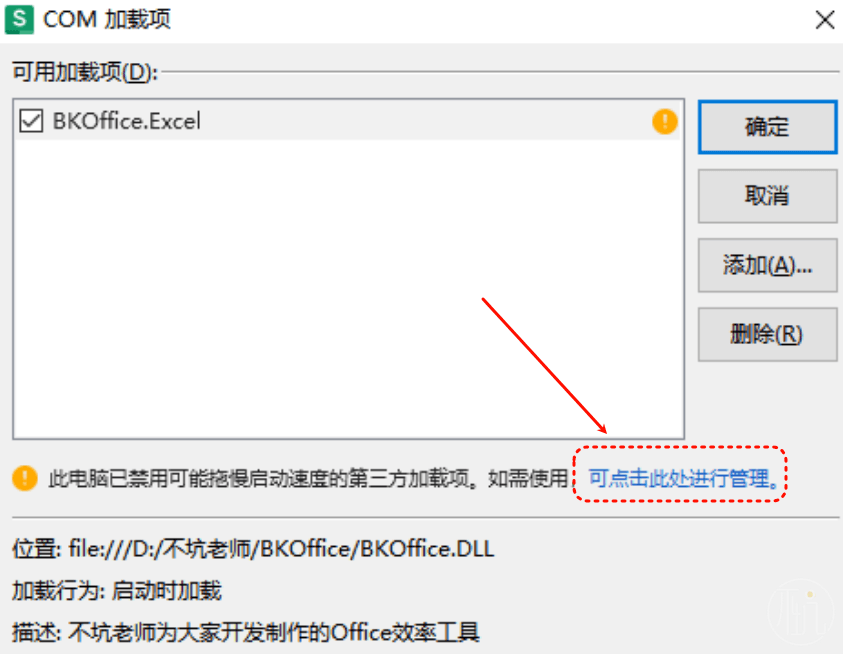 S COM 加载项
可用加载项(D):
BKOffice.Excel
确定
取消
添加(A)...
删除(R)
此电脑已禁用可能拖慢启动速度的第三方加载项。如需使用,可点击此处进行管理。
位置: file:///D:/不坑老师/BKOffice/BKOffice.DLL
加载行为: 启动时加载
描述: 不坑老师为大家开发制作的Office效率工具